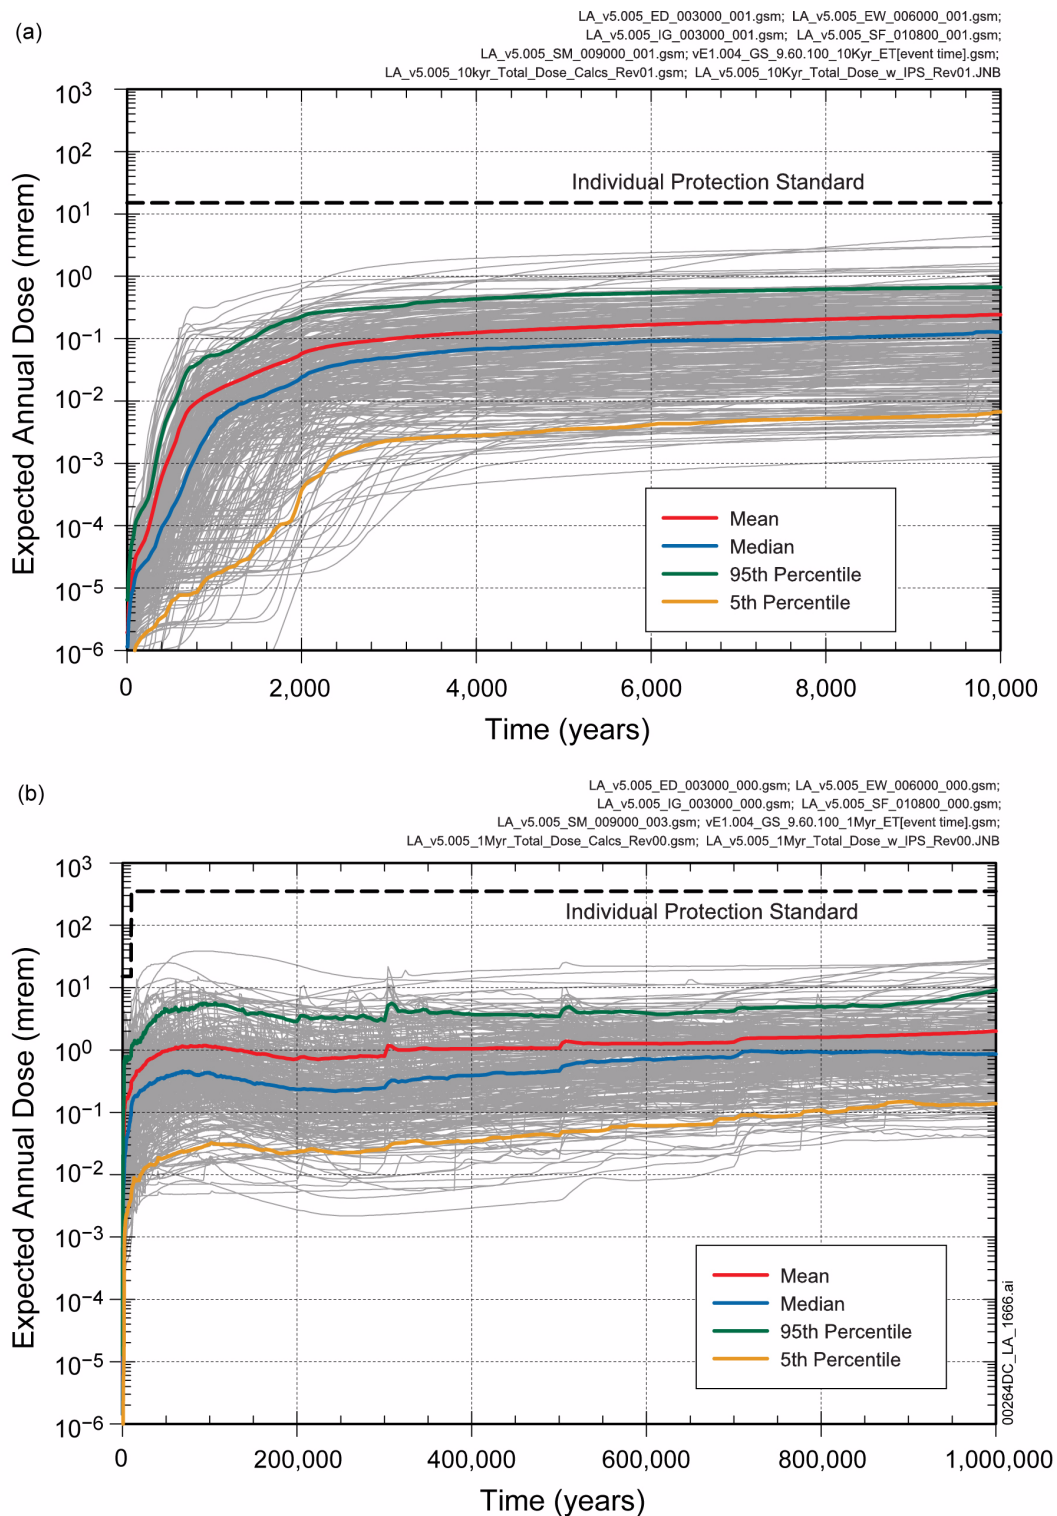 (a)
LA_v5.005_ED_003000_001.gsm; LA_v5.005_EW_006000_001.gsm;
LA_v5.005_IG_003000_001.gsm; LA_v5.005_SF_010800_001.gsm;
LA_v5.005_SM_009000_001.gsm; vE1.004_GS_9.60.100_10Kyr_ET[event time].gsm;
LA_v5.005_10kyr_Total_Dose_Calcs_Rev01.gsm; LA_v5.005_10Kyr_Total_Dose_w_IPS_Rev01.JNB
Expected Annual Dose (mrem)
10³
10²
10¹
10⁰
10⁻¹
10⁻²
10⁻³
10⁻⁴
10⁻⁵
10⁻⁶
Individual Protection Standard
Mean
Median
95th Percentile
5th Percentile
0 2,000 4,000 6,000 8,000 10,000
Time (years)
(b)
LA_v5.005_ED_003000_000.gsm; LA_v5.005_EW_006000_000.gsm;
LA_v5.005_IG_003000_000.gsm; LA_v5.005_SF_010800_000.gsm;
LA_v5.005_SM_009000_003.gsm; vE1.004_GS_9.60.100_1Myr_ET[event time].gsm;
LA_v5.005_1Myr_Total_Dose_Calcs_Rev00.gsm; LA_v5.005_1Myr_Total_Dose_w_IPS_Rev00.JNB
Expected Annual Dose (mrem)
10³
10²
10¹
10⁰
10⁻¹
10⁻²
10⁻³
10⁻⁴
10⁻⁵
10⁻⁶
Individual Protection Standard
Mean
Median
95th Percentile
5th Percentile
00264DC_LA_1666.ai
0 200,000 400,000 600,000 800,000 1,000,000
Time (years)